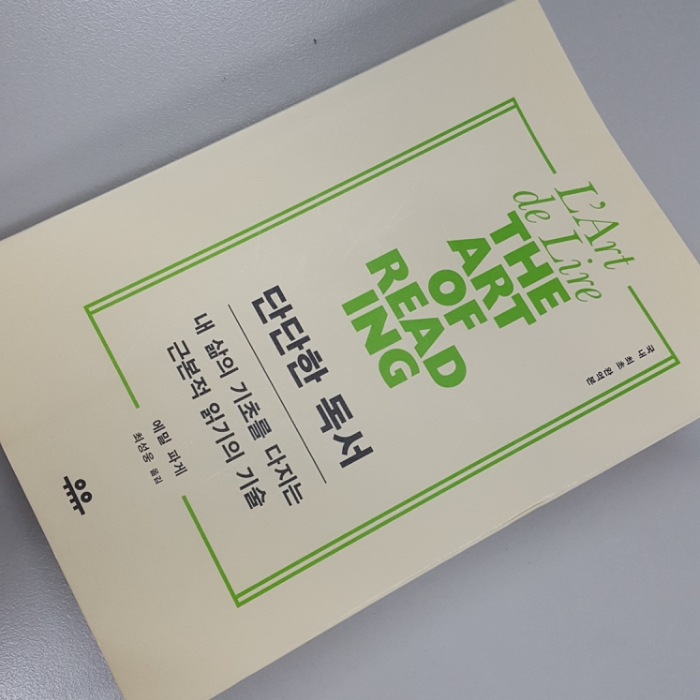 국내 최초 완역본
L'Art
de Lire
THE
ART
OF
READ
ING
단단한 독서
내 삶의 기초를 다지는
근본적 읽기의 기술
에밀 파게
최성웅 옮김
유유